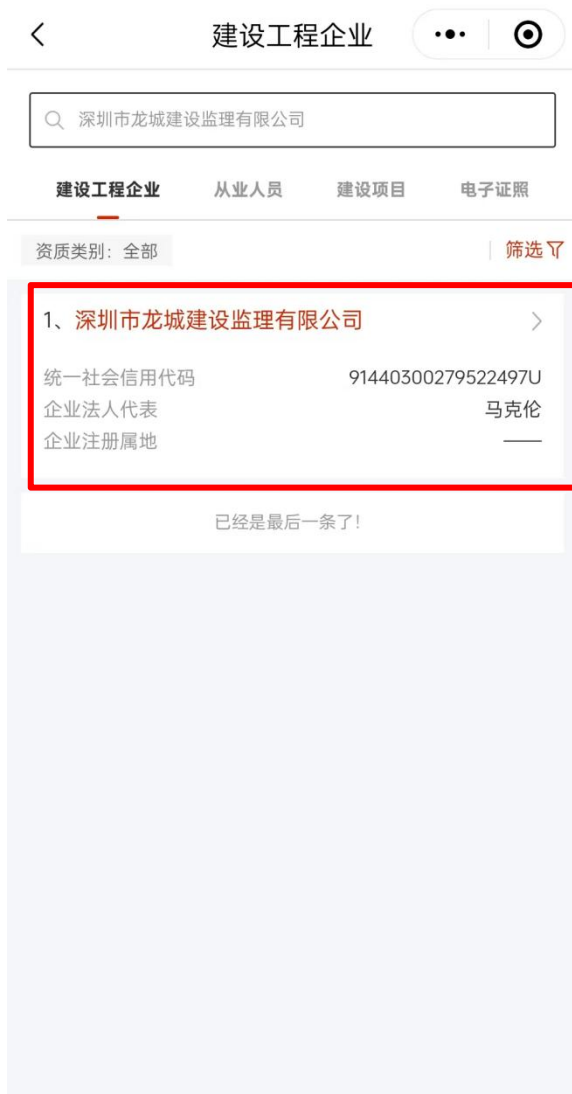 建设工程企业
深圳市龙城建设监理有限公司
建设工程企业 从业人员 建设项目 电子证照
资质类别：全部 筛选
1、深圳市龙城建设监理有限公司
统一社会信用代码 91440300279522497U
企业法人代表 马克伦
企业注册属地 ——
已经是最后一条了！